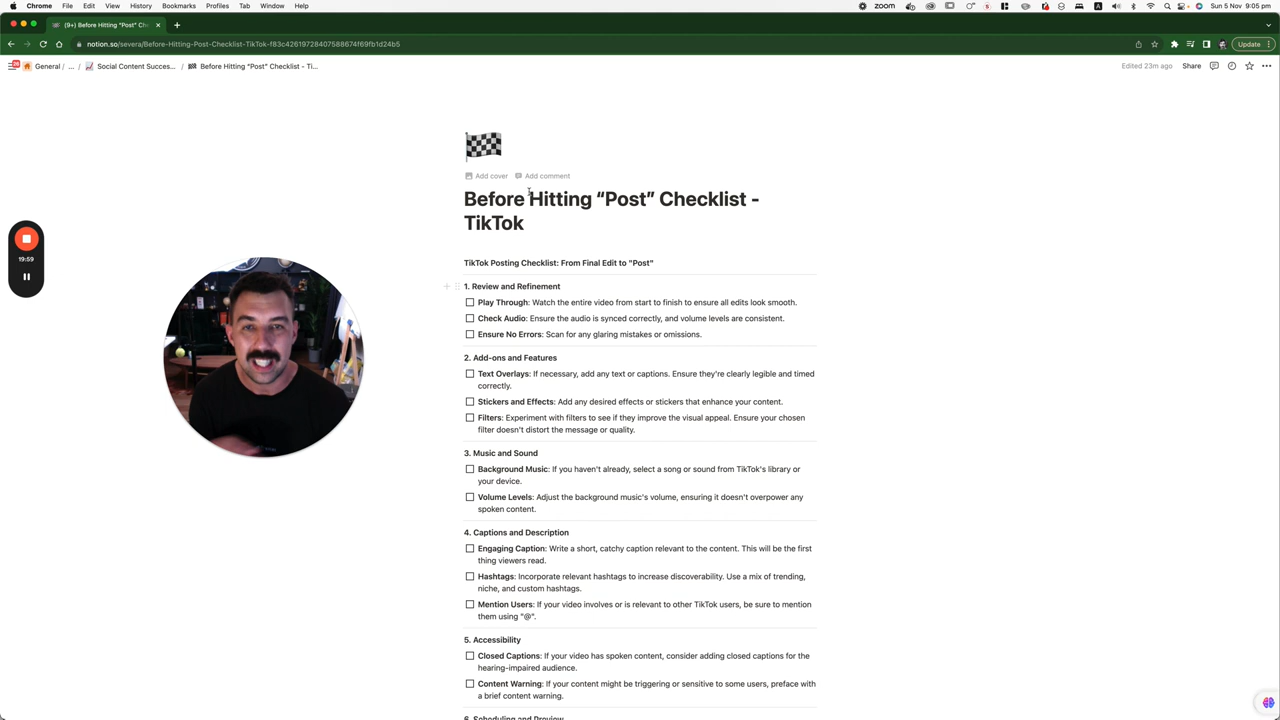 Chrome File Edit View History Bookmarks Profiles Tab Window Help zoom A Sun 5 Nov 9:05 pm
(9+) Before Hitting “Post” Che
notion.so/severa/Before-Hitting-Post-Checklist-TikTok-f83c42619728407588674f69fb1d24b5 Update
General / ... / Social Content Succes... / Before Hitting “Post” Checklist - Ti... Edited 23m ago Share
Add cover Add comment
Before Hitting “Post” Checklist -
TikTok
TikTok Posting Checklist: From Final Edit to "Post"
19:59
1. Review and Refinement
Play Through: Watch the entire video from start to finish to ensure all edits look smooth.
Check Audio: Ensure the audio is synced correctly, and volume levels are consistent.
Ensure No Errors: Scan for any glaring mistakes or omissions.
2. Add-ons and Features
Text Overlays: If necessary, add any text or captions. Ensure they're clearly legible and timed
correctly.
Stickers and Effects: Add any desired effects or stickers that enhance your content.
Filters: Experiment with filters to see if they improve the visual appeal. Ensure your chosen
filter doesn't distort the message or quality.
3. Music and Sound
Background Music: If you haven't already, select a song or sound from TikTok's library or
your device.
Volume Levels: Adjust the background music's volume, ensuring it doesn't overpower any
spoken content.
4. Captions and Description
Engaging Caption: Write a short, catchy caption relevant to the content. This will be the first
thing viewers read.
Hashtags: Incorporate relevant hashtags to increase discoverability. Use a mix of trending,
niche, and custom hashtags.
Mention Users: If your video involves or is relevant to other TikTok users, be sure to mention
them using "@".
5. Accessibility
Closed Captions: If your video has spoken content, consider adding closed captions for the
hearing-impaired audience.
Content Warning: If your content might be triggering or sensitive to some users, preface with
a brief content warning.
6. Scheduling and Preview